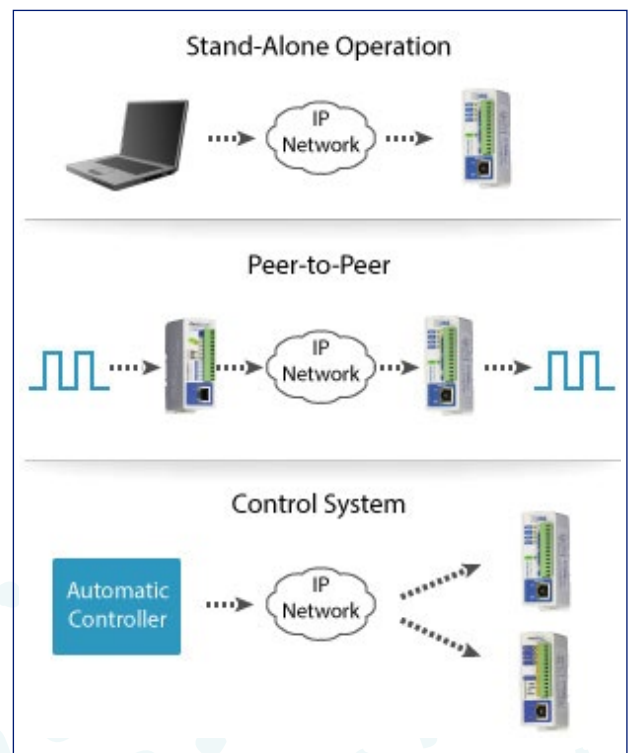 Stand-Alone Operation
IP
Network
Peer-to-Peer
IP
Network
Control System
Automatic
Controller
IP
Network